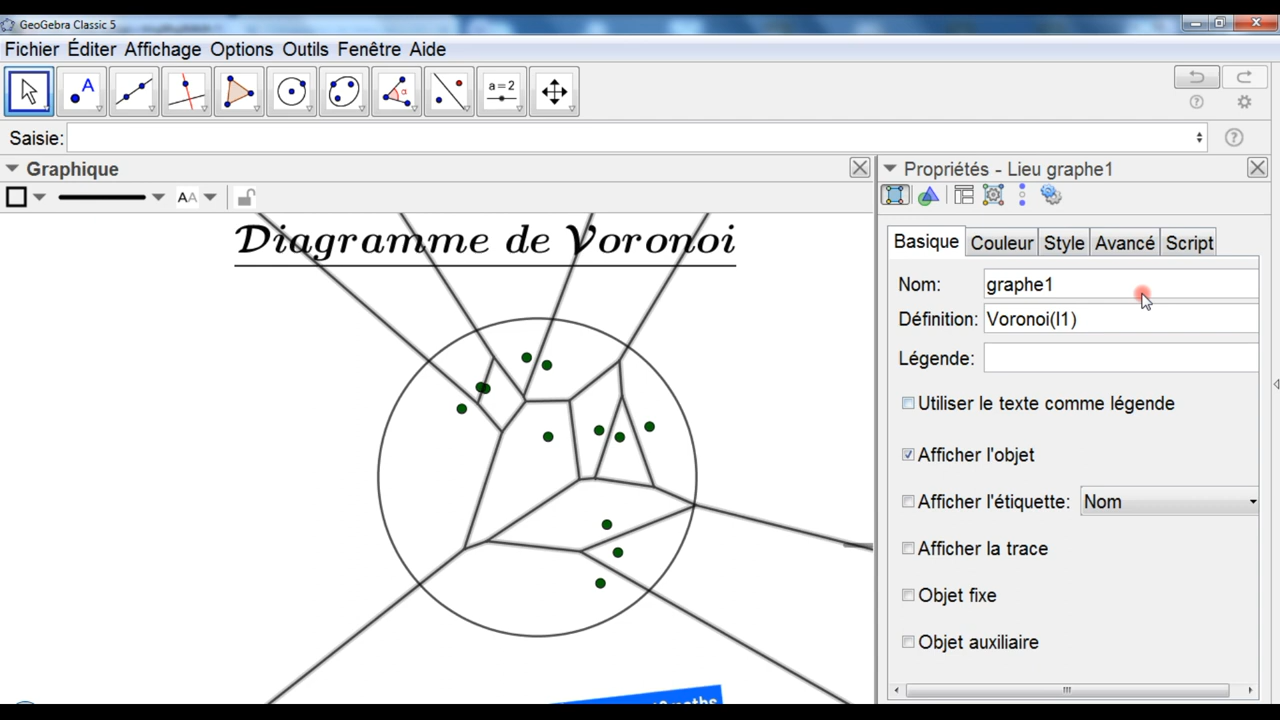 GeoGebra Classic 5
Fichier Éditer Affichage Options Outils Fenêtre Aide
A
α
a=2
Saisie:
Graphique
AA
Diagramme de Voronoi
Propriétés - Lieu graphe1
Basique Couleur Style Avancé Script
Nom: graphe1
Définition: Voronoi(l1)
Légende:
Utiliser le texte comme légende
Afficher l'objet
Afficher l'étiquette: Nom
Afficher la trace
Objet fixe
Objet auxiliaire